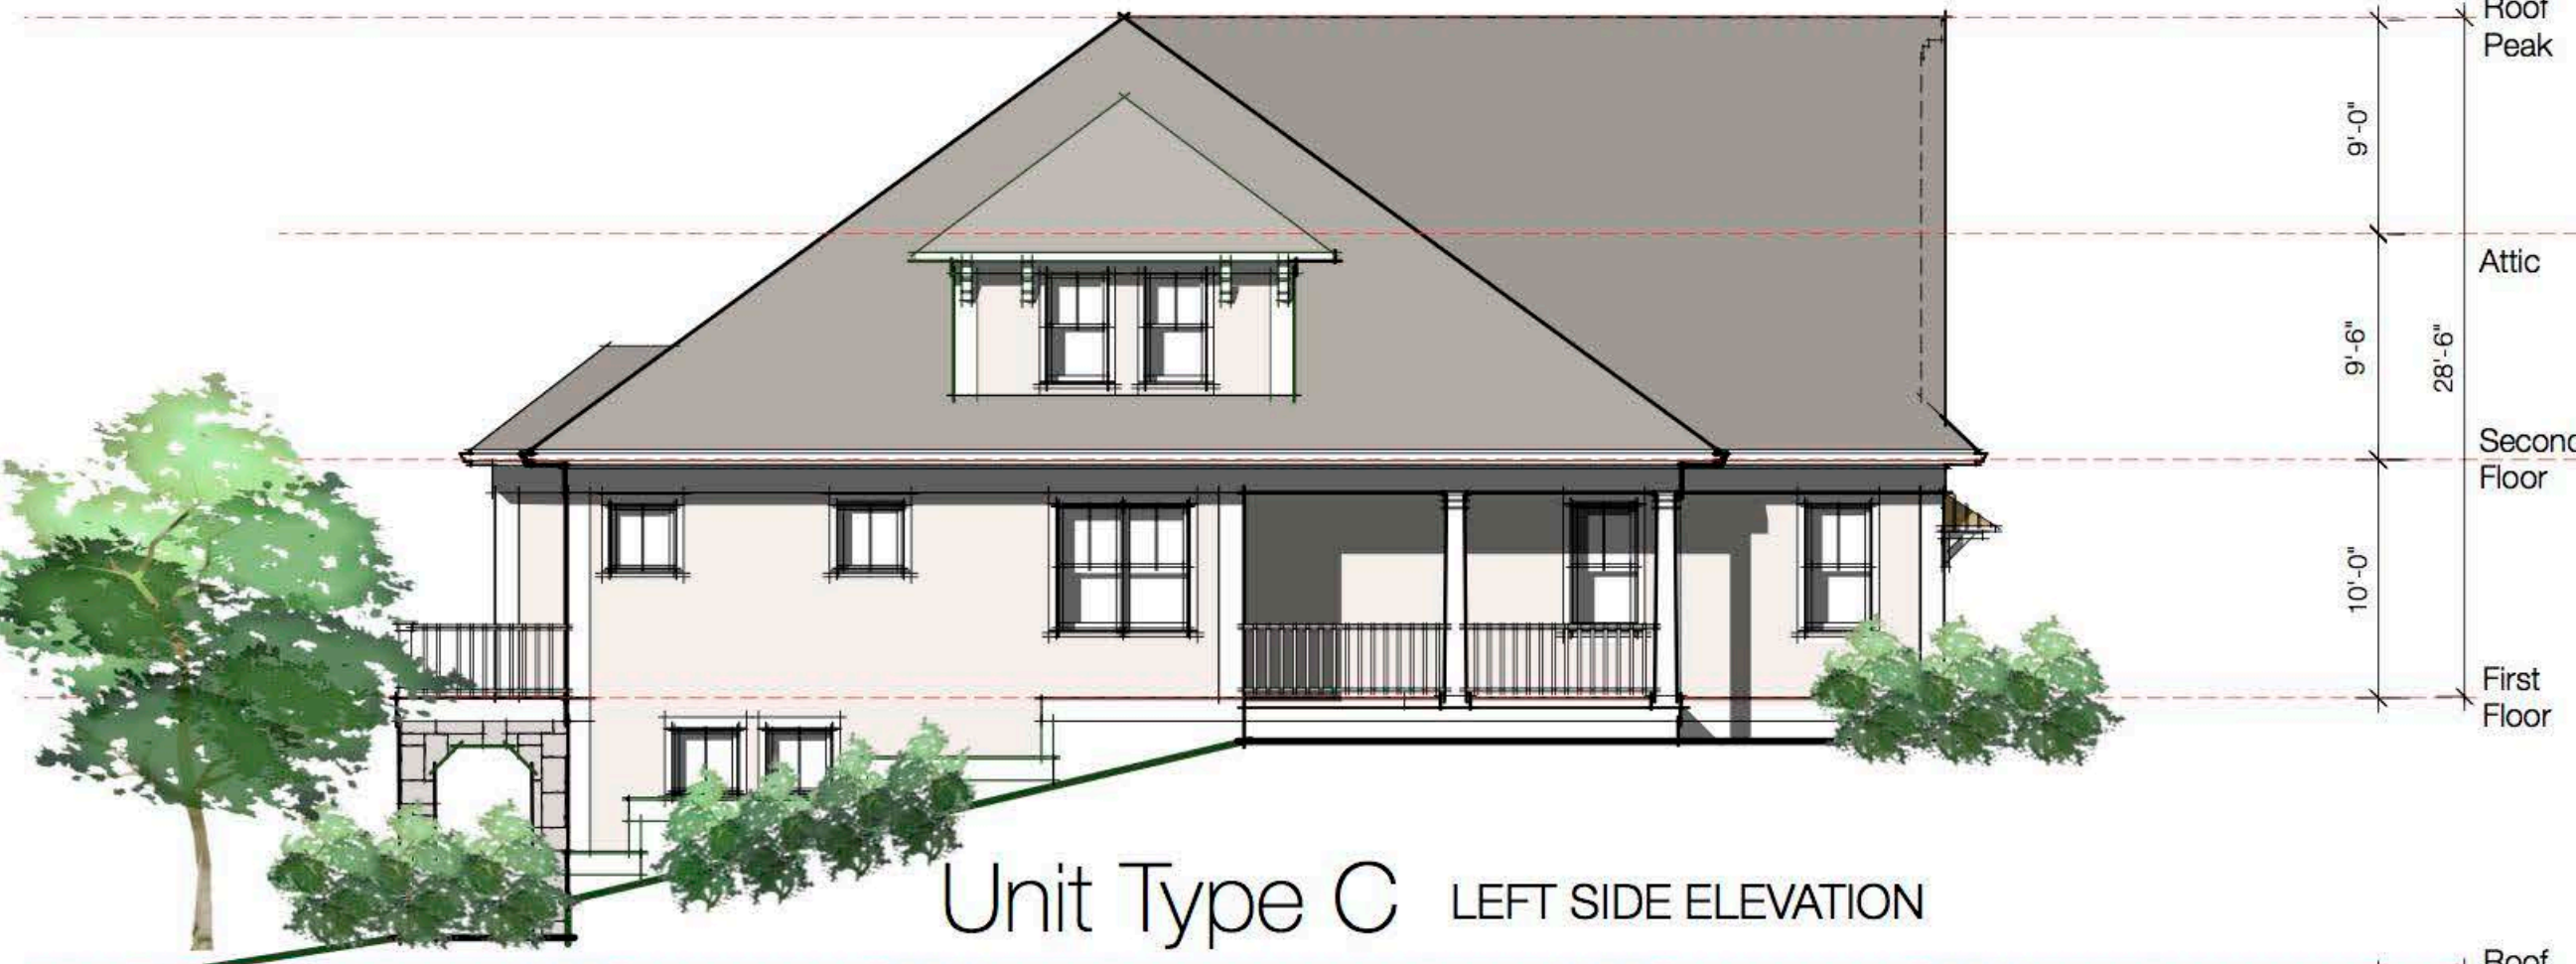 Roof
Peak
9'-0"
Attic
9'-6"
28'-6"
Second
Floor
10'-0"
First
Floor
Unit Type C LEFT SIDE ELEVATION
Roof